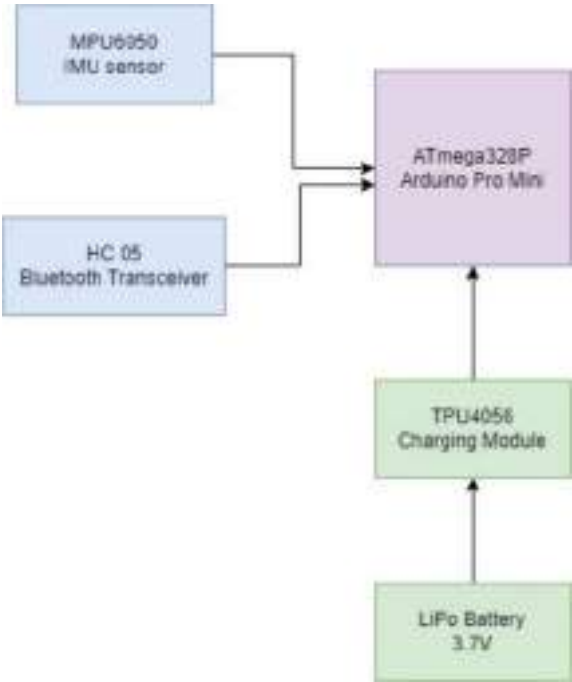 MPU6050
IMU sensor
ATmega328P
Arduino Pro Mini
HC 05
Bluetooth Transceiver
TPU4056
Charging Module
LiPo Battery
3.7V